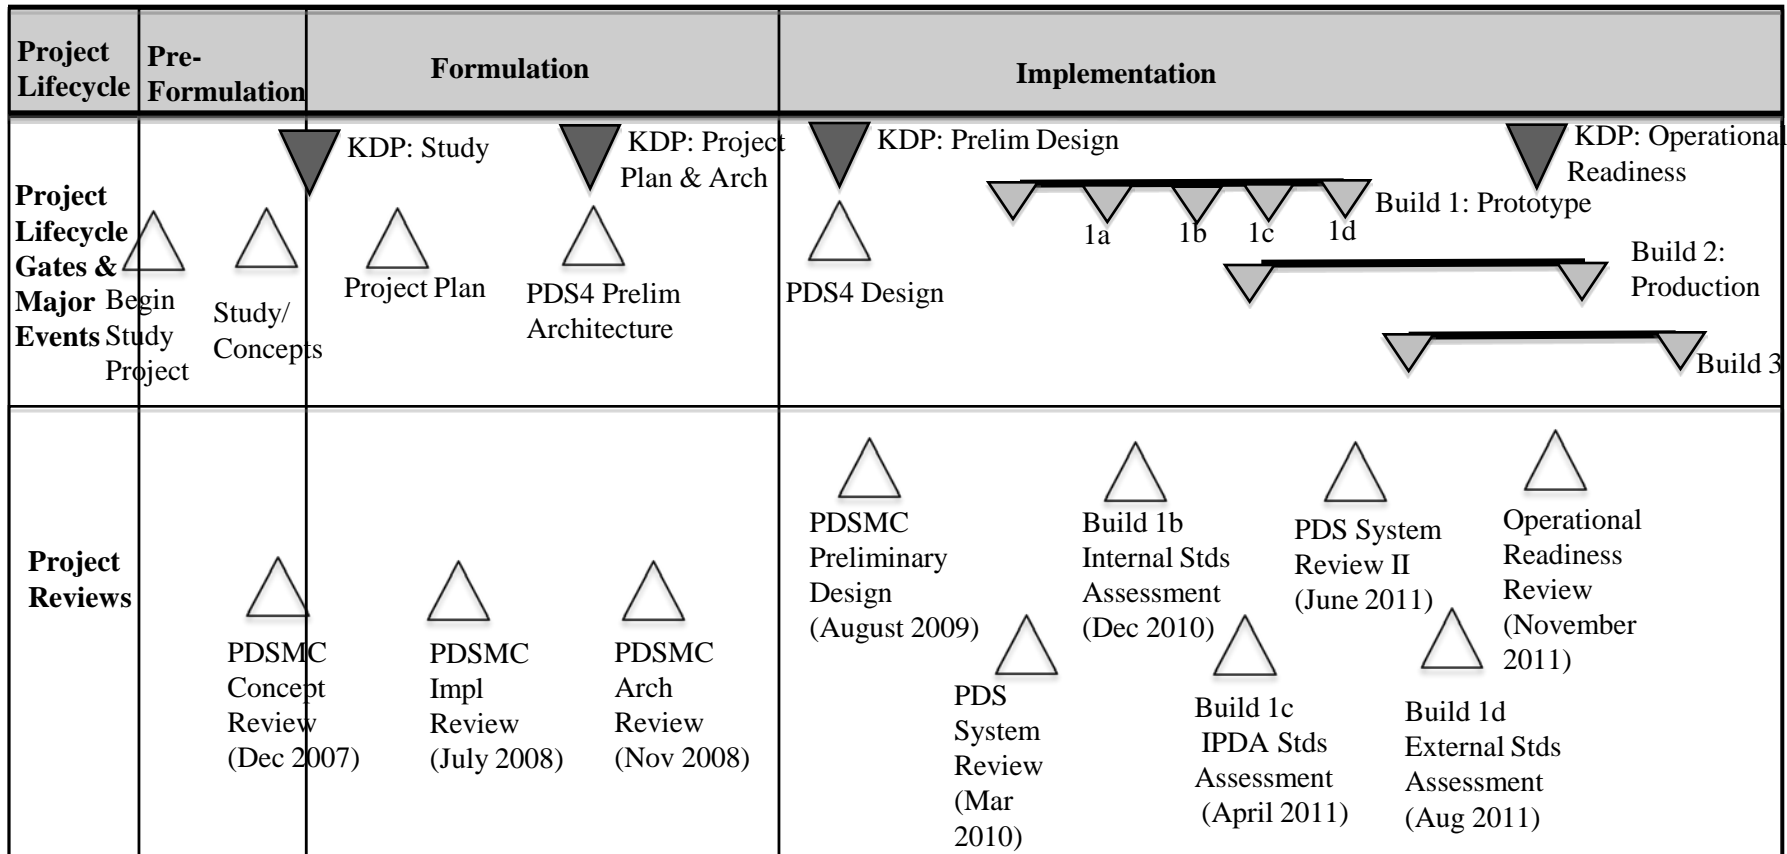 Project
Lifecycle
Pre-
Formulation
Formulation
Implementation
Project
Lifecycle
Gates &
Major
Events
KDP: Study
KDP: Project
Plan & Arch
KDP: Prelim Design
KDP: Operational
Readiness
Begin
Study
Project
Study/
Concepts
Project Plan
PDS4 Prelim
Architecture
PDS4 Design
1a
1b
1c
1d
Build 1: Prototype
Build 2:
Production
Build 3
Project
Reviews
PDSMC
Concept
Review
(Dec 2007)
PDSMC
Impl
Review
(July 2008)
PDSMC
Arch
Review
(Nov 2008)
PDSMC
Preliminary
Design
(August 2009)
PDS
System
Review
(Mar
2010)
Build 1b
Internal Stds
Assessment
(Dec 2010)
Build 1c
IPDA Stds
Assessment
(April 2011)
PDS System
Review II
(June 2011)
Build 1d
External Stds
Assessment
(Aug 2011)
Operational
Readiness
Review
(November
2011)